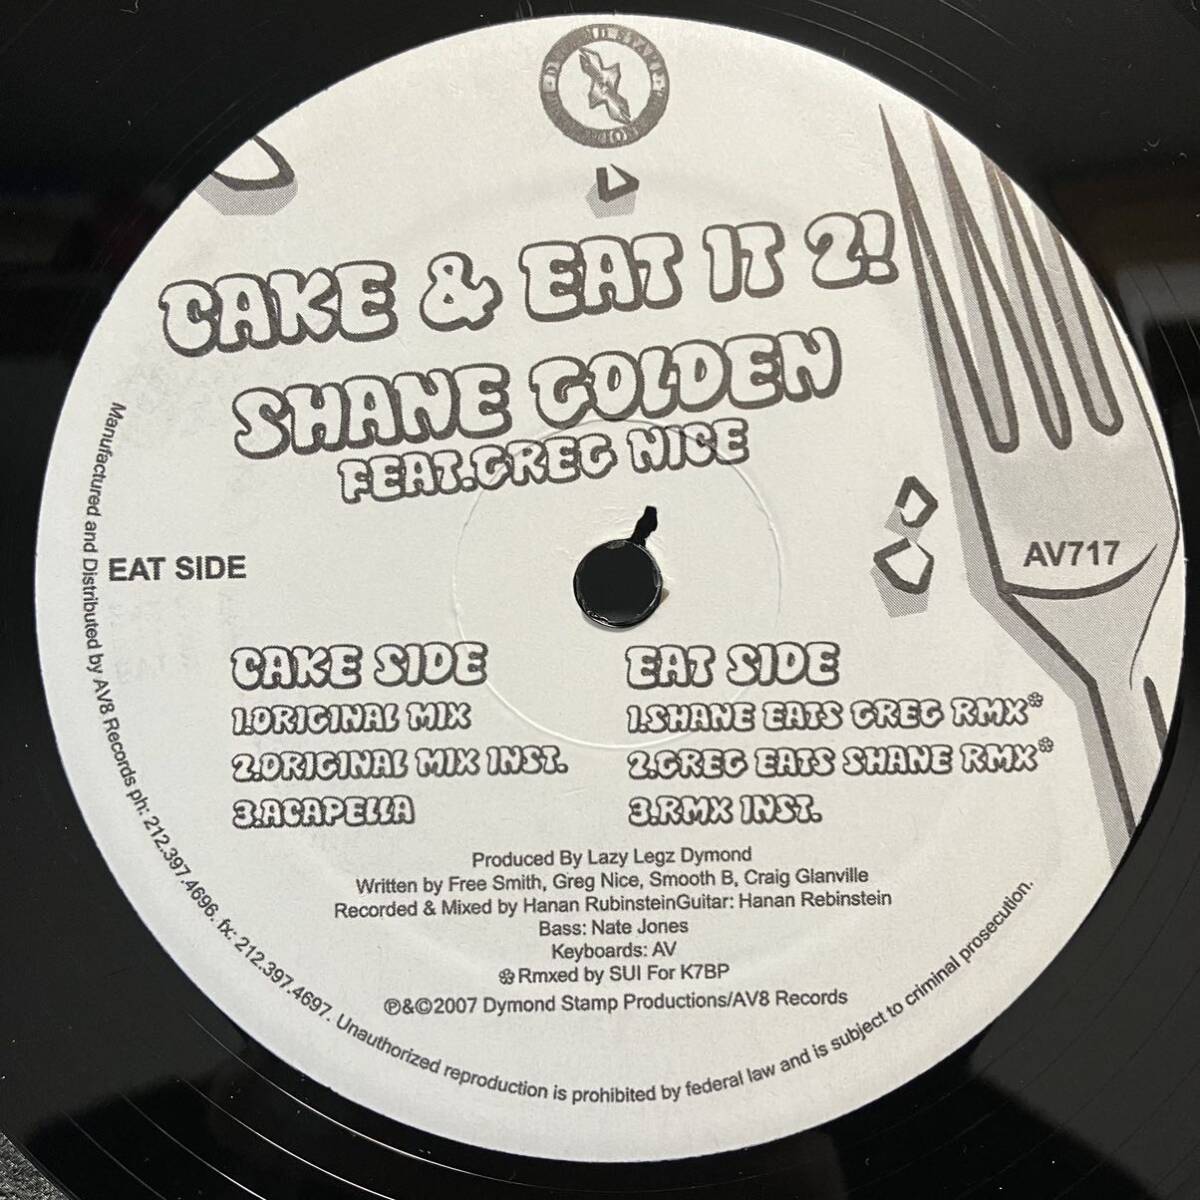 DYMOND STAMP
CAKE & EAT IT 2!
SHANE GOLDEN
FEAT.GREG NICE
EAT SIDE
AV717
CAKE SIDE
1.ORIGINAL MIX
2.ORIGINAL MIX INST.
3.ACAPELLA
EAT SIDE
1.SHANE EATS GREG RMX❆
2.GREG EATS SHANE RMX❆
3.RMX INST.
Produced By Lazy Legz Dymond
Written by Free Smith, Greg Nice, Smooth B, Craig Glanville
Recorded & Mixed by Hanan RubinsteinGuitar: Hanan Rebinstein
Bass: Nate Jones
Keyboards: AV
❆ Rmxed by SUI For K7BP
℗&©2007 Dymond Stamp Productions/AV8 Records
Manufactured and Distributed by AV8 Records ph: 212.397.4696. fx: 212.397.4697. Unauthorized reproduction is prohibited by federal law and is subject to criminal prosecution.